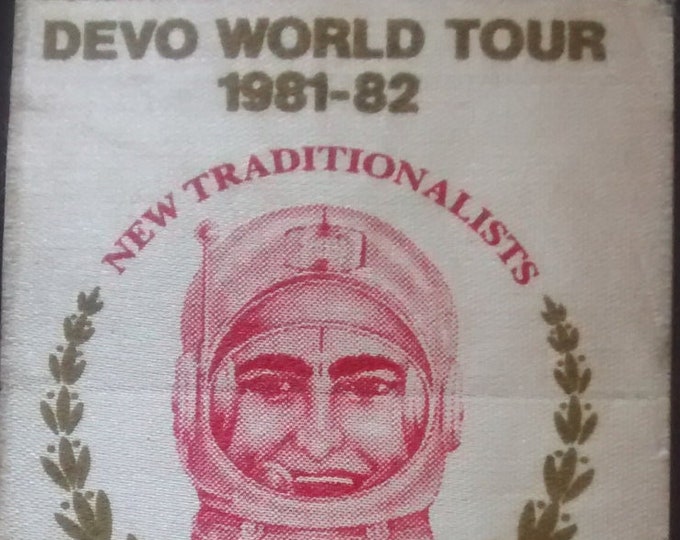 DEVO WORLD TOUR
1981-82
NEW TRADITIONALISTS